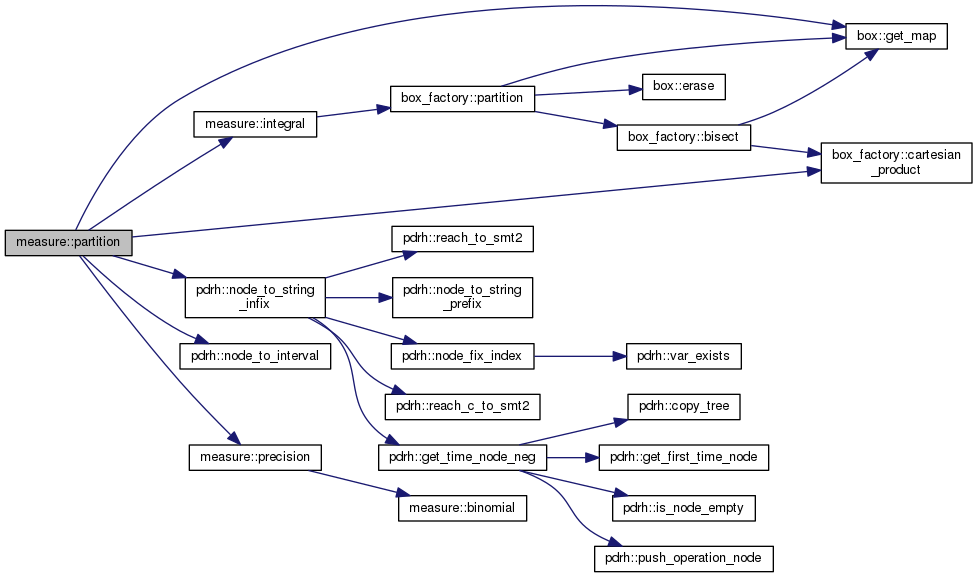 box::get_map
box::erase
box_factory::partition
measure::integral
box_factory::bisect
box_factory::cartesian
_product
measure::partition
pdrh::reach_to_smt2
pdrh::node_to_string
_infix
pdrh::node_to_string
_prefix
pdrh::node_to_interval
pdrh::node_fix_index
pdrh::var_exists
pdrh::reach_c_to_smt2
pdrh::copy_tree
measure::precision
pdrh::get_time_node_neg
pdrh::get_first_time_node
measure::binomial
pdrh::is_node_empty
pdrh::push_operation_node